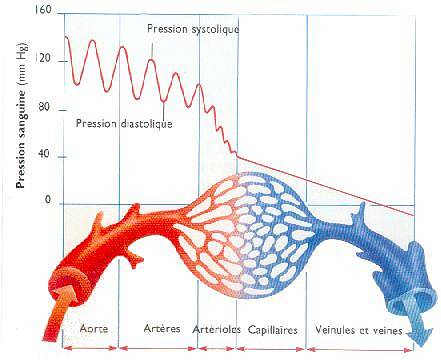 160
Pression systolique
120
80
Pression diastolique
40
0
Pression sanguine (mm Hg)
Aorte
Artères
Artérioles
Capillaires
Veinules et veines